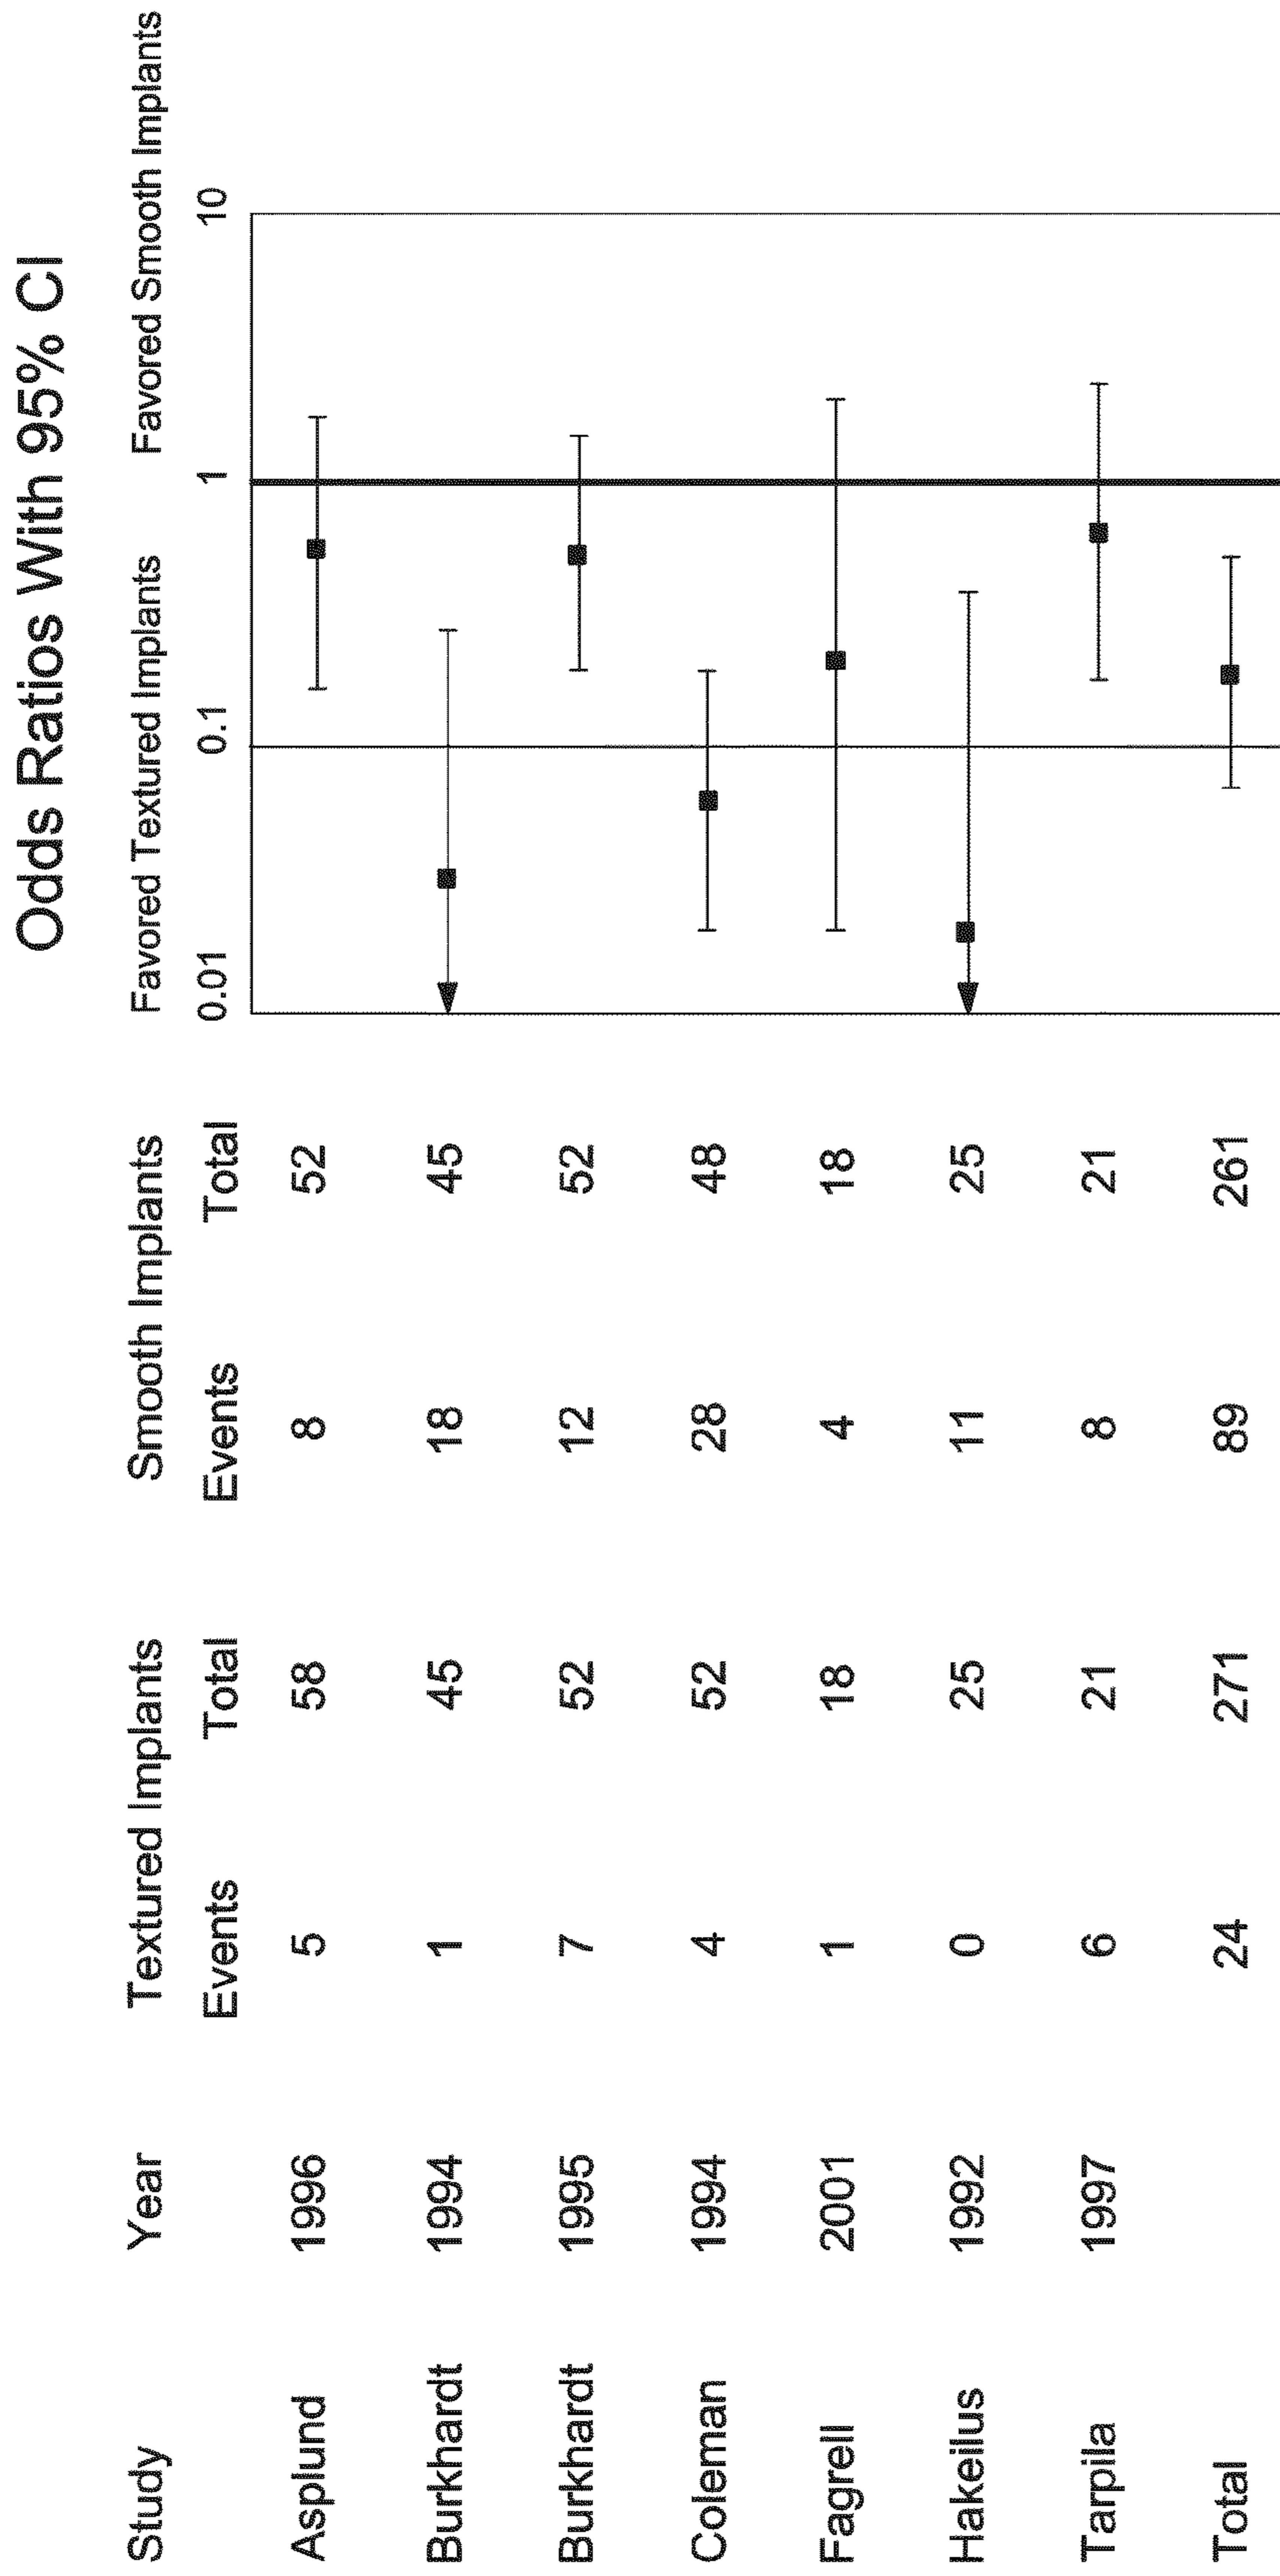 Odds Ratios With 95% CI
Study Year Textured Implants Smooth Implants Favored Textured Implants Favored Smooth Implants
Events Total Events Total 0.01 0.1 1 10
Asplund 1996 5 58 8 52
Burkhardt 1994 1 45 18 45
Burkhardt 1995 7 52 12 52
Coleman 1994 4 52 28 48
Fagrell 2001 1 18 4 18
Hakeilus 1992 0 25 11 25
Tarpila 1997 6 21 8 21
Total 24 271 89 261